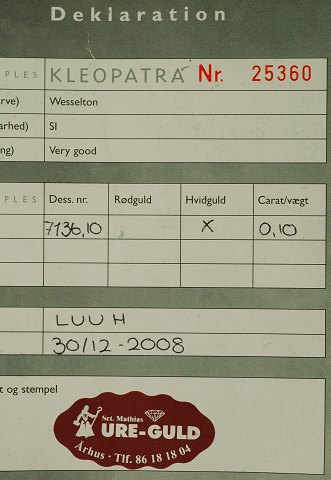 Deklaration
PLES KLEOPATRA Nr. 25360
arve) Wesselton
arhed) SI
ng) Very good
PLES Dess. nr. Rødguld Hvidguld Carat/vægt
7136,10 X 0,10
LUU H
30/12-2008
t og stempel
Sct. Mathias
URE-GULD
Århus · Tlf. 86 18 18 04